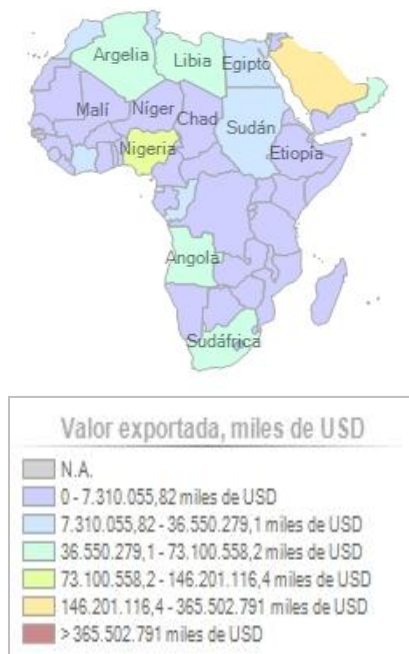 Argelia
Libia
Egipto
Malí
Níger
Chad
Sudán
Nigeria
Etiopía
Angola
Sudáfrica
Valor exportada, miles de USD
N.A.
0 - 7.310.055,82 miles de USD
7.310.055,82 - 36.550.279,1 miles de USD
36.550.279,1 - 73.100.558,2 miles de USD
73.100.558,2 - 146.201.116,4 miles de USD
146.201.116,4 - 365.502.791 miles de USD
> 365.502.791 miles de USD